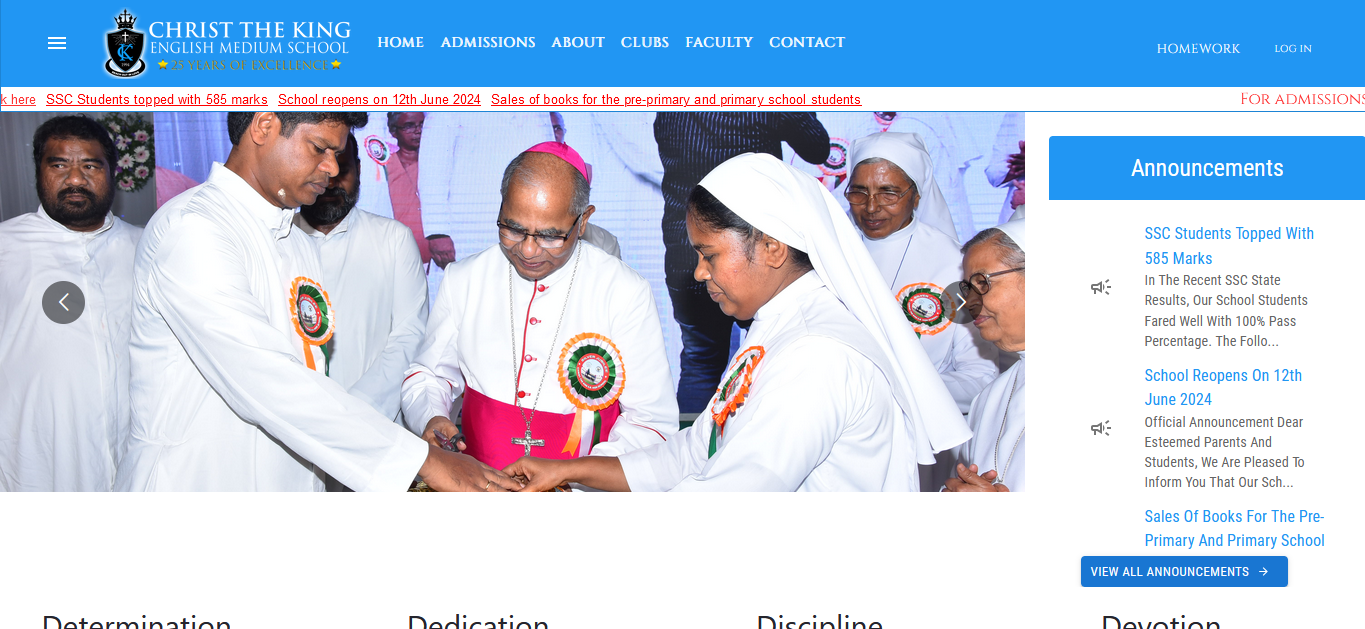 CHRIST THE KING
ENGLISH MEDIUM SCHOOL
25 YEARS OF EXCELLENCE
HOME ADMISSIONS ABOUT CLUBS FACULTY CONTACT
HOMEWORK LOG IN
k here SSC Students topped with 585 marks School reopens on 12th June 2024 Sales of books for the pre-primary and primary school students For admissions
Announcements
SSC Students Topped With
585 Marks
In The Recent SSC State
Results, Our School Students
Fared Well With 100% Pass
Percentage. The Follo...
School Reopens On 12th
June 2024
Official Announcement Dear
Esteemed Parents And
Students, We Are Pleased To
Inform You That Our Sch...
Sales Of Books For The Pre-
Primary And Primary School
VIEW ALL ANNOUNCEMENTS
Determination Dedication Discipline Devotion